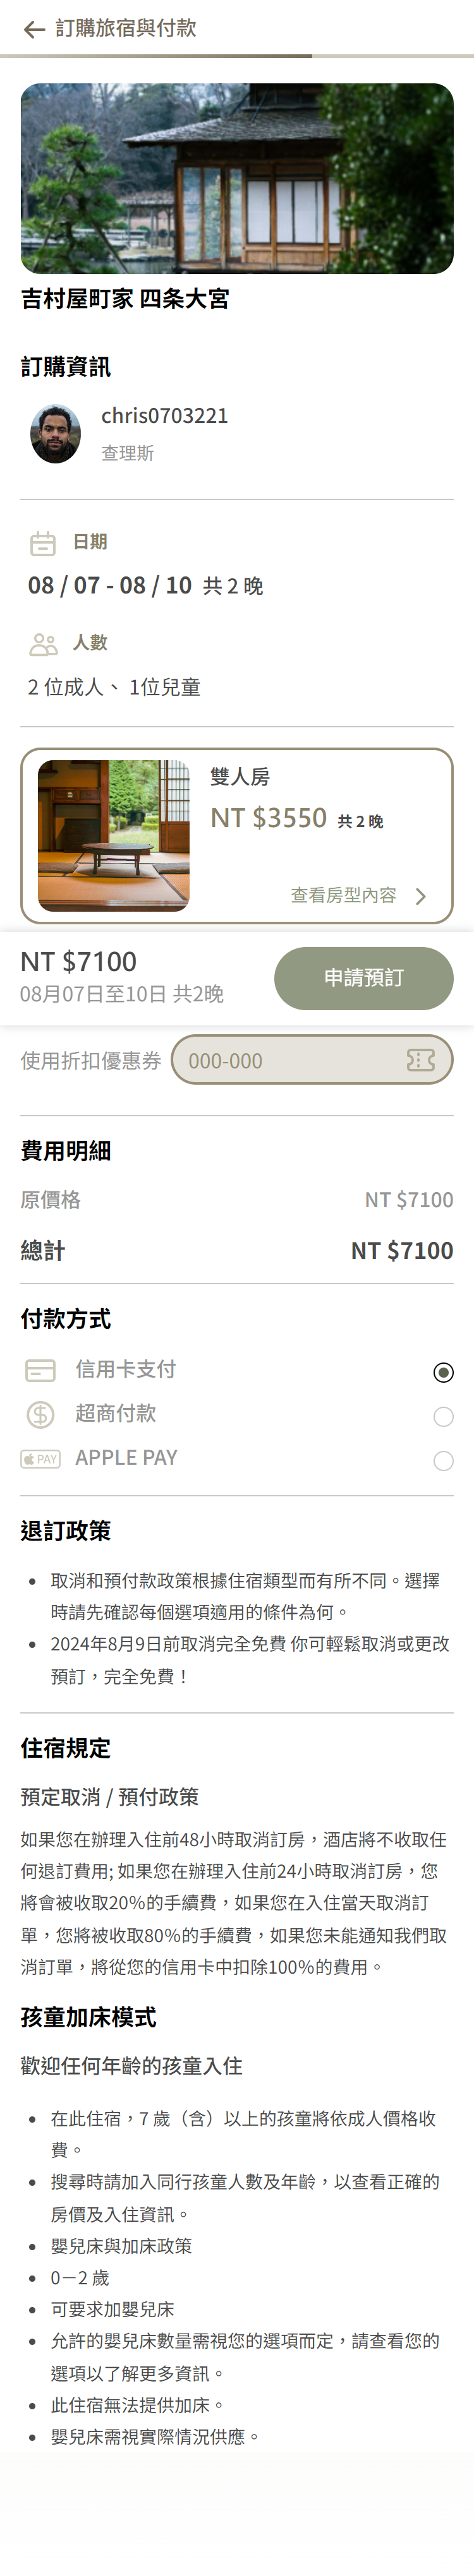 訂購旅宿與付款
吉村屋町家 四条大宮
訂購資訊
chris0703221
查理斯
日期
08 / 07 - 08 / 10 共 2 晚
人數
2 位成人、 1位兒童
雙人房
NT $3550 共 2 晚
查看房型內容
NT $7100
08月07日至10日 共2晚
申請預訂
使用折扣優惠券
000-000
費用明細
原價格 NT $7100
總計 NT $7100
付款方式
信用卡支付
超商付款
PAY APPLE PAY
退訂政策
• 取消和預付款政策根據住宿類型而有所不同。選擇
時請先確認每個選項適用的條件為何。
• 2024年8月9日前取消完全免費 你可輕鬆取消或更改
預訂，完全免費！
住宿規定
預定取消 / 預付政策
如果您在辦理入住前48小時取消訂房，酒店將不收取任
何退訂費用; 如果您在辦理入住前24小時取消訂房，您
將會被收取20%的手續費，如果您在入住當天取消訂
單，您將被收取80%的手續費，如果您未能通知我們取
消訂單，將從您的信用卡中扣除100%的費用。
孩童加床模式
歡迎任何年齡的孩童入住
• 在此住宿，7 歲（含）以上的孩童將依成人價格收
費。
• 搜尋時請加入同行孩童人數及年齡，以查看正確的
房價及入住資訊。
• 嬰兒床與加床政策
• 0－2 歲
• 可要求加嬰兒床
• 允許的嬰兒床數量需視您的選項而定，請查看您的
選項以了解更多資訊。
• 此住宿無法提供加床。
• 嬰兒床需視實際情況供應。